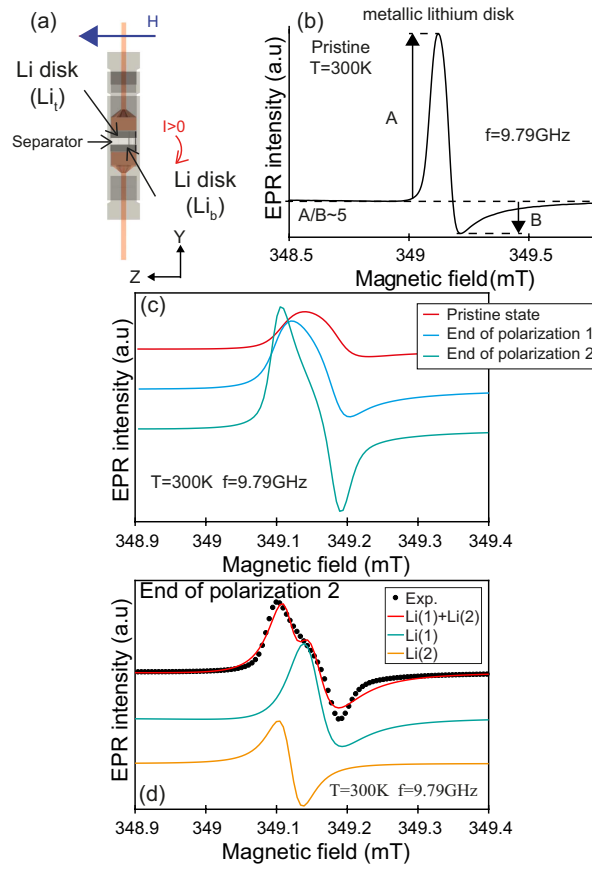 (a)
H
Li disk
(Liₜ)
Separator
I>0
Li disk
(Li_b)
Y
Z
(b)
metallic lithium disk
Pristine
T=300K
A
f=9.79GHz
A/B~5
B
EPR intensity (a.u)
348.5 349 349.5
Magnetic field (mT)
(c)
Pristine state
End of polarization 1
End of polarization 2
EPR intensity (a.u)
T=300K f=9.79GHz
348.9 349 349.1 349.2 349.3 349.4
Magnetic field (mT)
End of polarization 2
Exp.
Li(1)+Li(2)
Li(1)
Li(2)
EPR intensity (a.u)
(d)
T=300K f=9.79GHz
348.9 349 349.1 349.2 349.3 349.4
Magnetic field (mT)